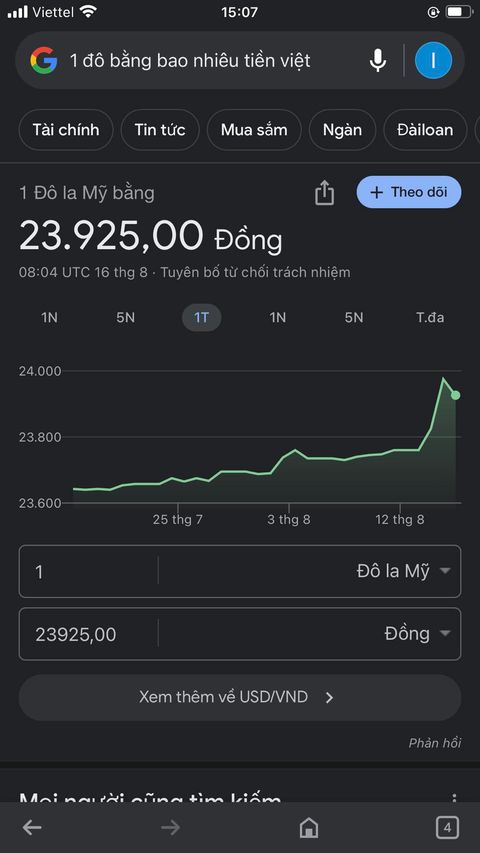 Viettel 15:07
1 đô bằng bao nhiêu tiền việt I
Tài chính Tin tức Mua sắm Ngàn Đàiloan
1 Đô la Mỹ bằng + Theo dõi
23.925,00 Đồng
08:04 UTC 16 thg 8 · Tuyên bố từ chối trách nhiệm
1N 5N 1T 1N 5N T.đa
24.000
23.800
23.600
25 thg 7 3 thg 8 12 thg 8
1 Đô la Mỹ
23925,00 Đồng
Xem thêm về USD/VND
Phản hồi
Mọi người cũng tìm kiếm
4